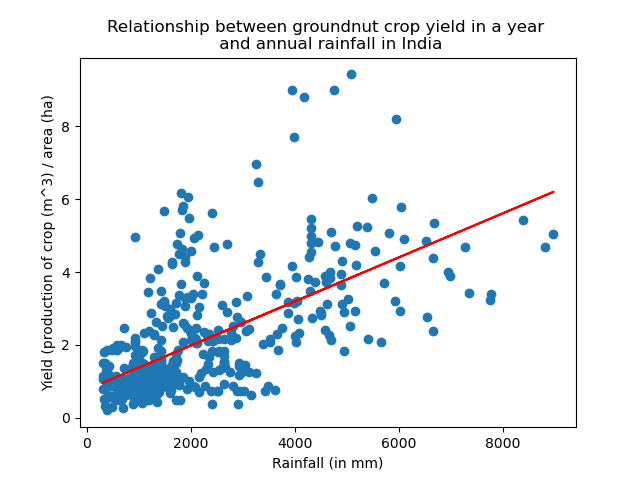 Relationship between groundnut crop yield in a year
and annual rainfall in India
Yield (production of crop (m^3) / area (ha)
8
6
4
2
0
0 2000 4000 6000 8000
Rainfall (in mm)